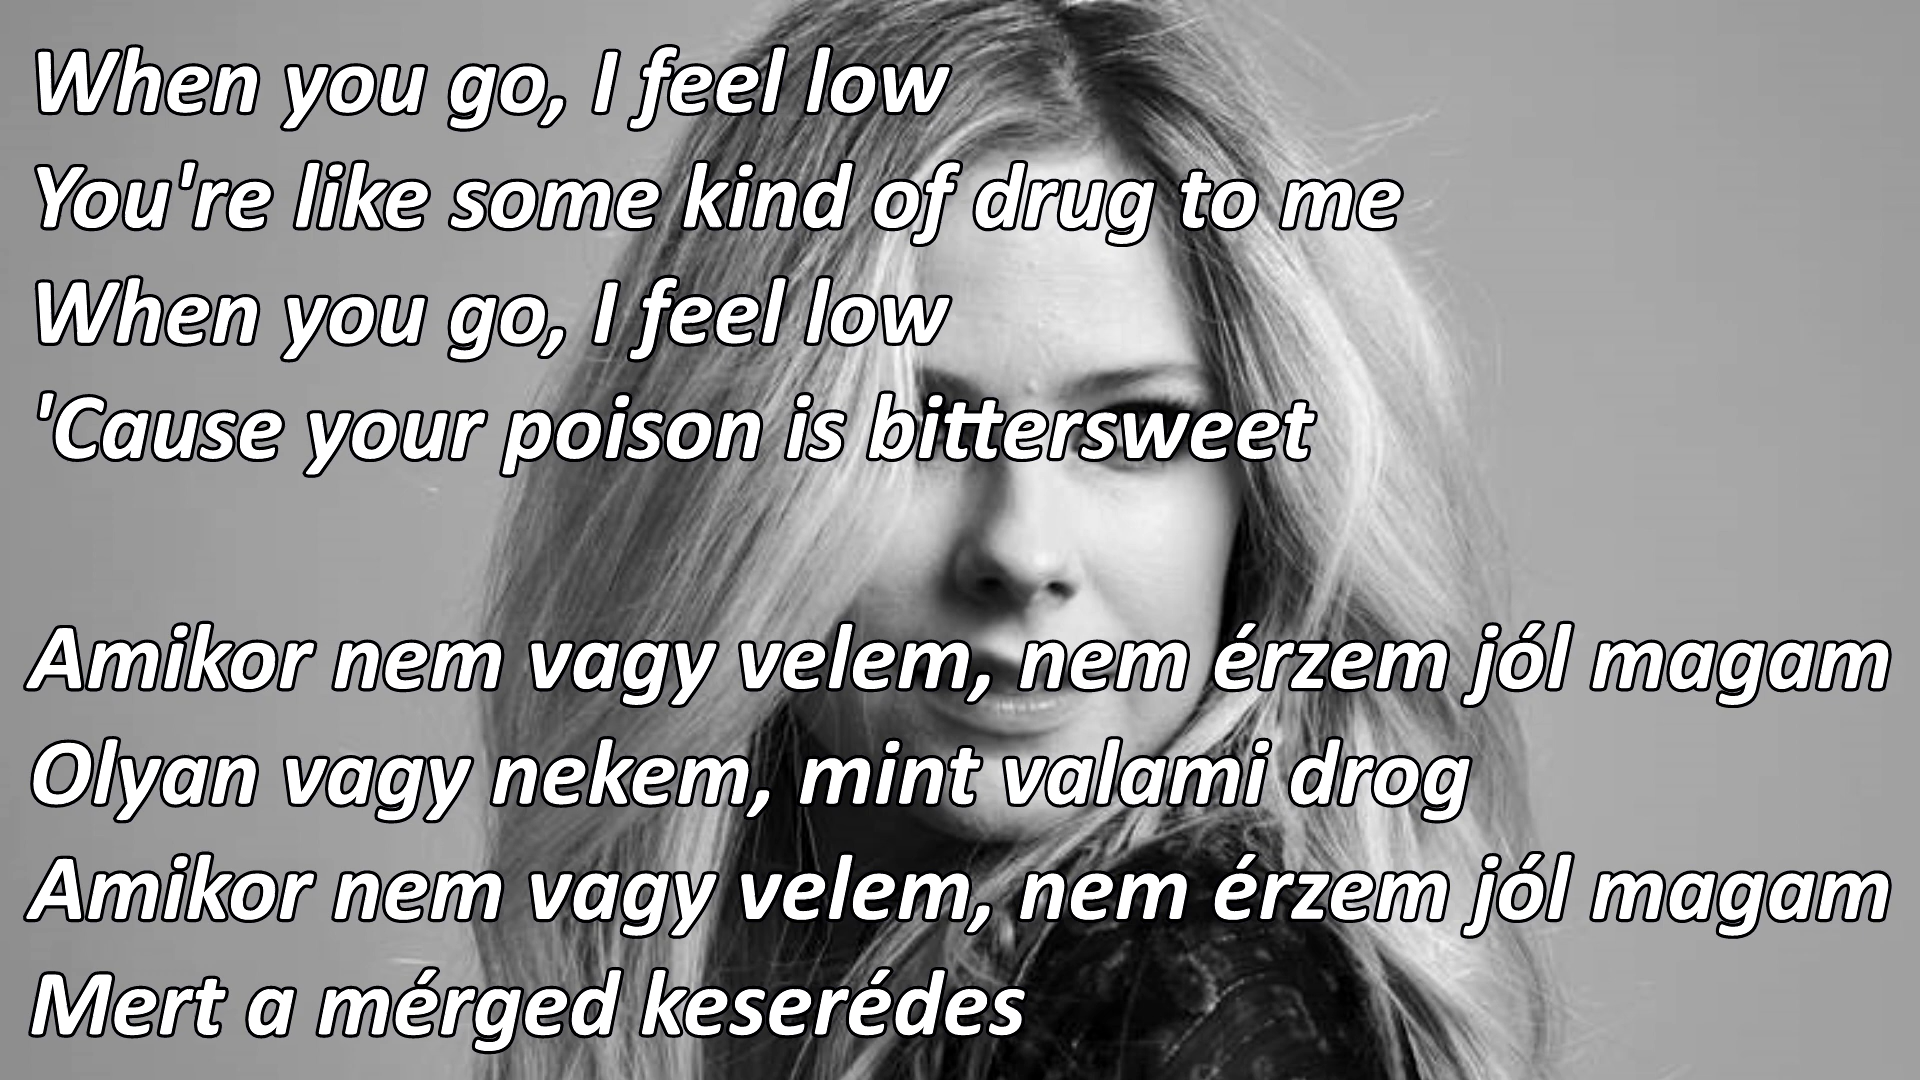 When you go, I feel low
You're like some kind of drug to me
When you go, I feel low
'Cause your poison is bittersweet
Amikor nem vagy velem, nem érzem jól magam
Olyan vagy nekem, mint valami drog
Amikor nem vagy velem, nem érzem jól magam
Mert a mérged keserédes